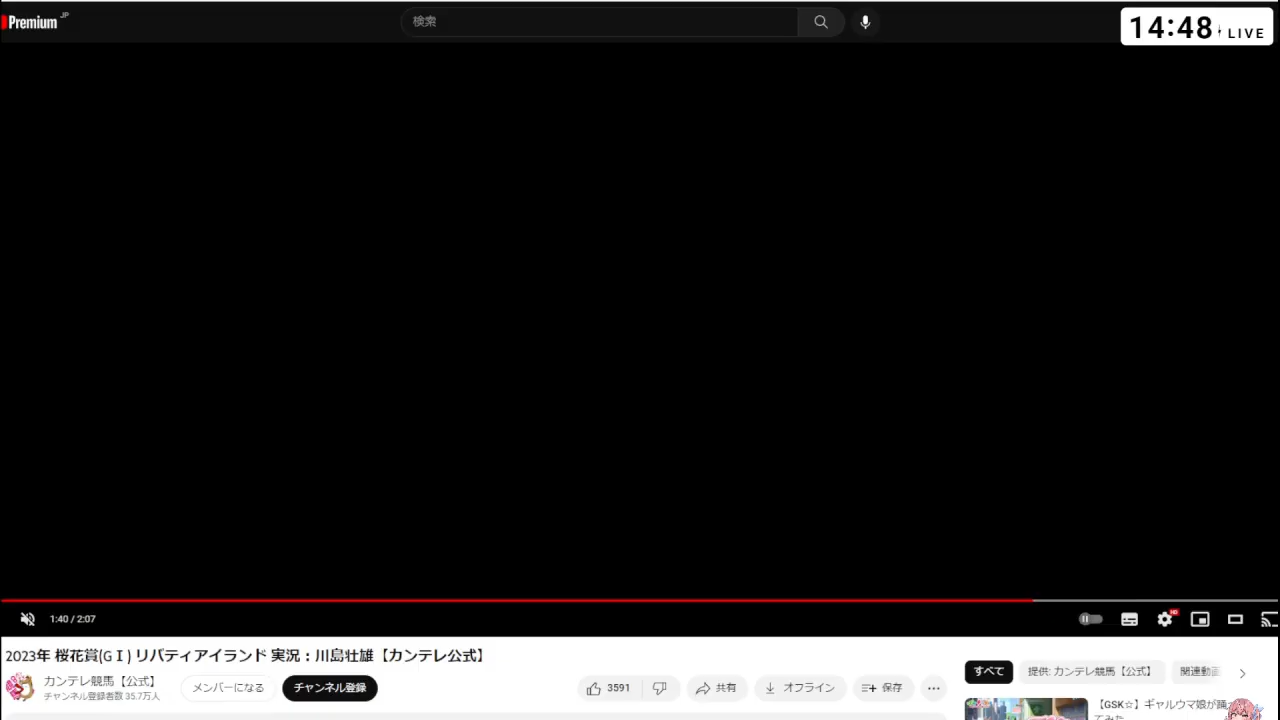 Premium JP
検索
14:48 LIVE
1:40 / 2:07
HD
2023年 桜花賞(GⅠ) リバティアイランド 実況：川島壮雄【カンテレ公式】
カンテレ競馬【公式】
チャンネル登録者数 35.7万人
メンバーになる
チャンネル登録
3591
共有
オフライン
保存
すべて
提供: カンテレ競馬【公式】
関連動画
【GSK☆】ギャルウマ娘が踊
てみた